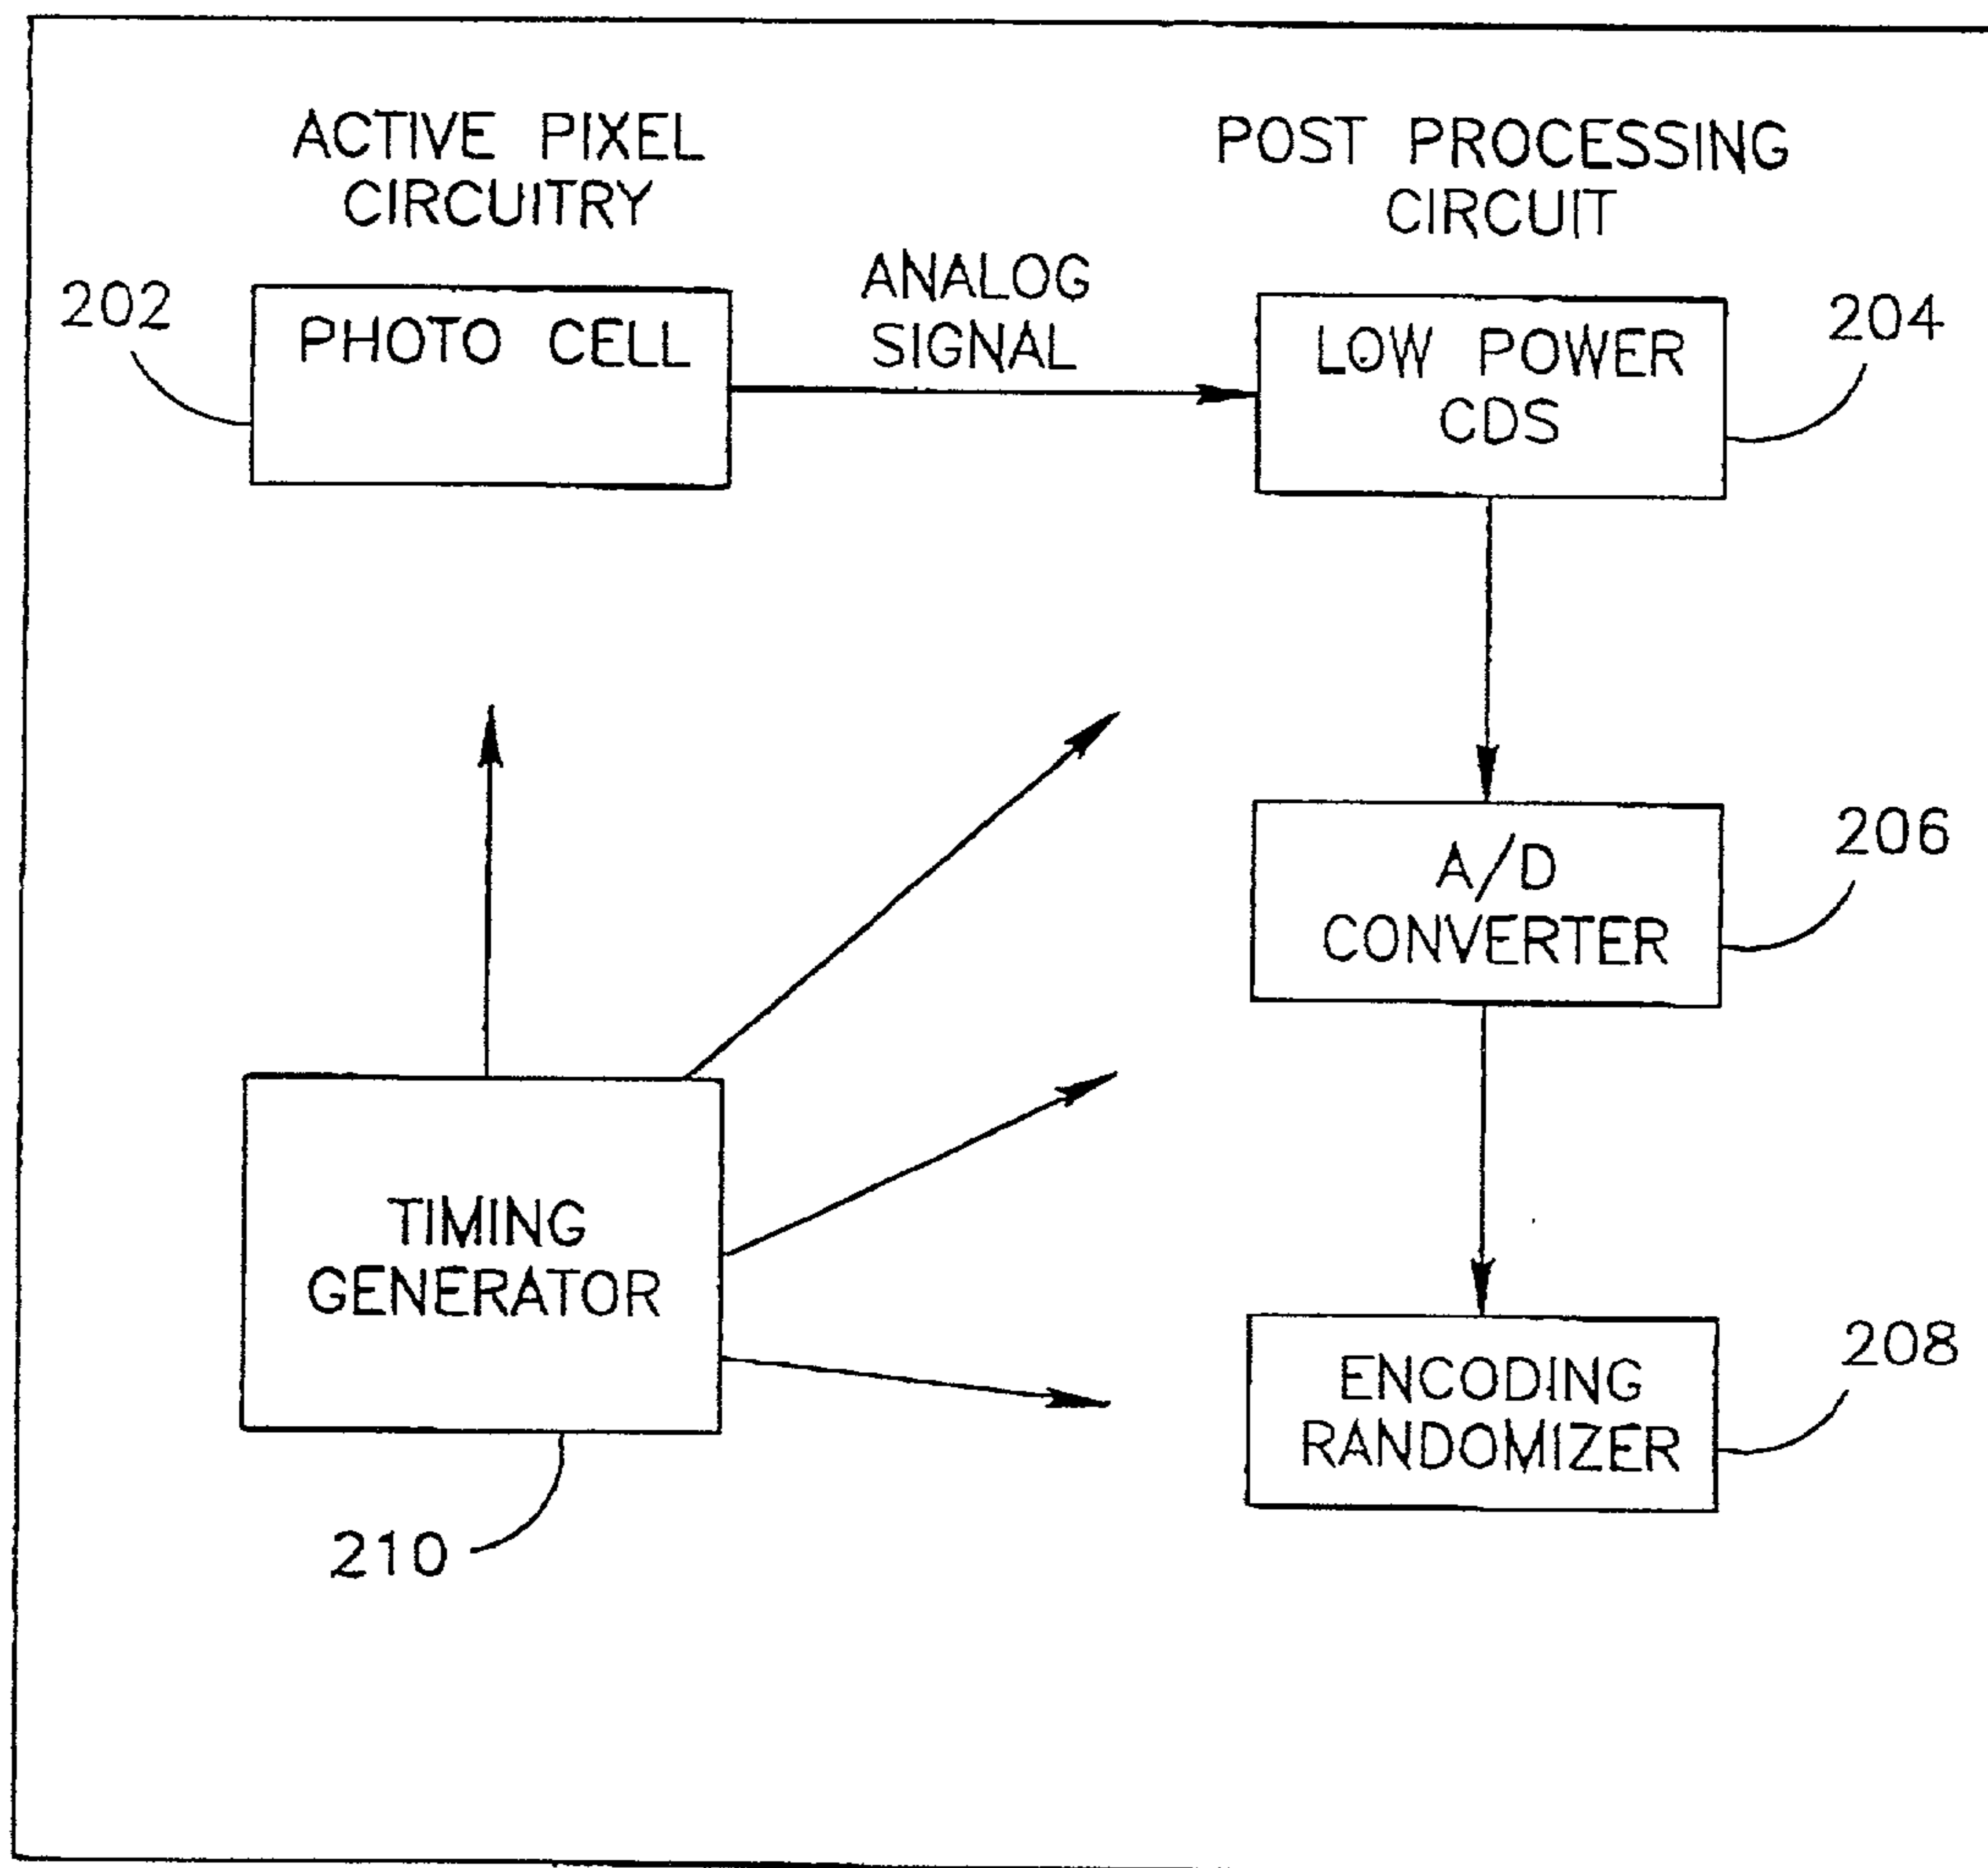 ACTIVE PIXEL
CIRCUITRY
POST PROCESSING
CIRCUIT
202
PHOTO CELL
ANALOG
SIGNAL
LOW POWER
CDS
204
A/D
CONVERTER
206
TIMING
GENERATOR
210
ENCODING
RANDOMIZER
208